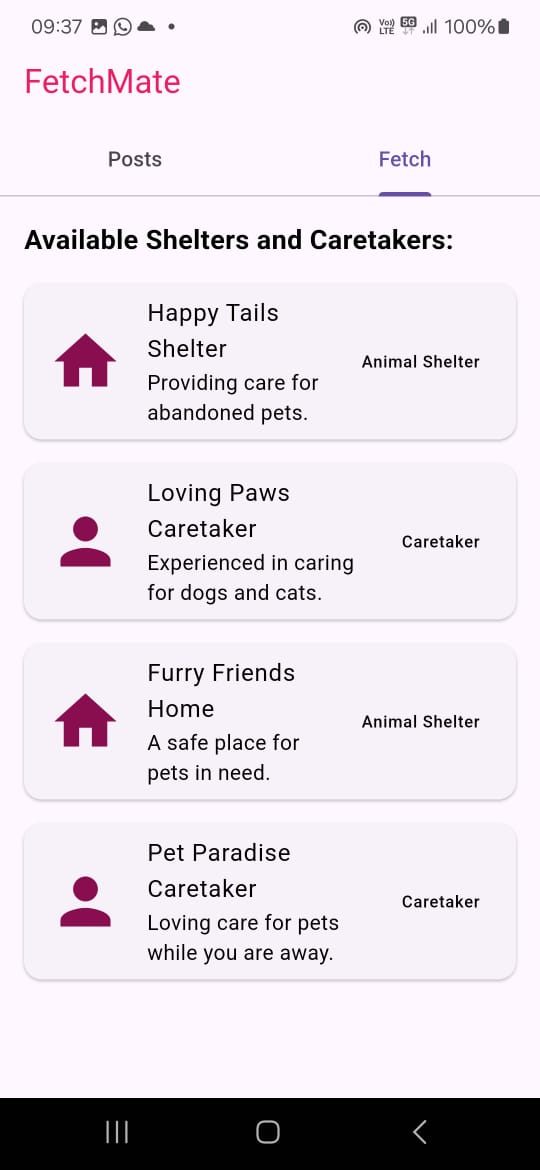 09:37
Vo)) LTE 5G 100%
FetchMate
Posts Fetch
Available Shelters and Caretakers:
Happy Tails
Shelter
Providing care for
abandoned pets.
Animal Shelter
Loving Paws
Caretaker
Experienced in caring
for dogs and cats.
Caretaker
Furry Friends
Home
A safe place for
pets in need.
Animal Shelter
Pet Paradise
Caretaker
Loving care for pets
while you are away.
Caretaker